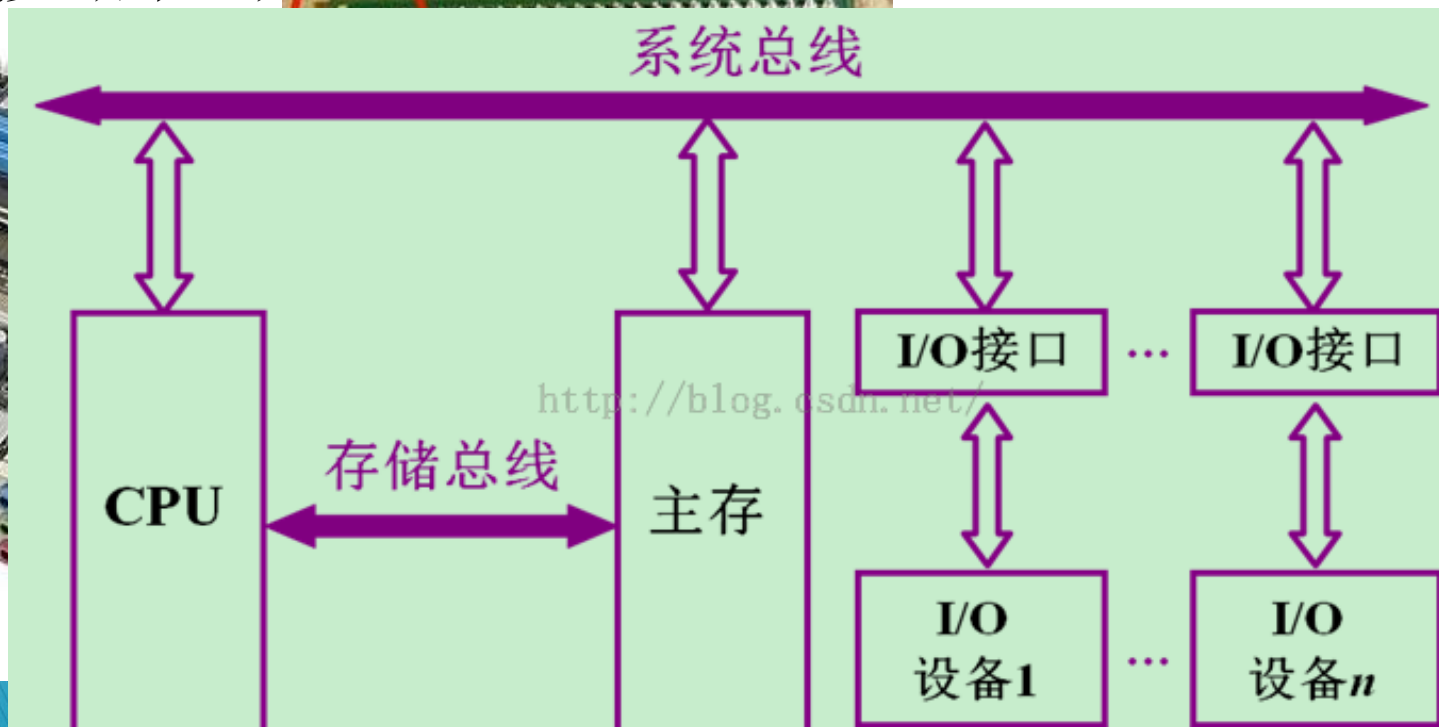 系统总线
I/O接口
...
I/O接口
http://blog.csdn.net/
存储总线
CPU
主存
I/O
设备1
...
I/O
设备n